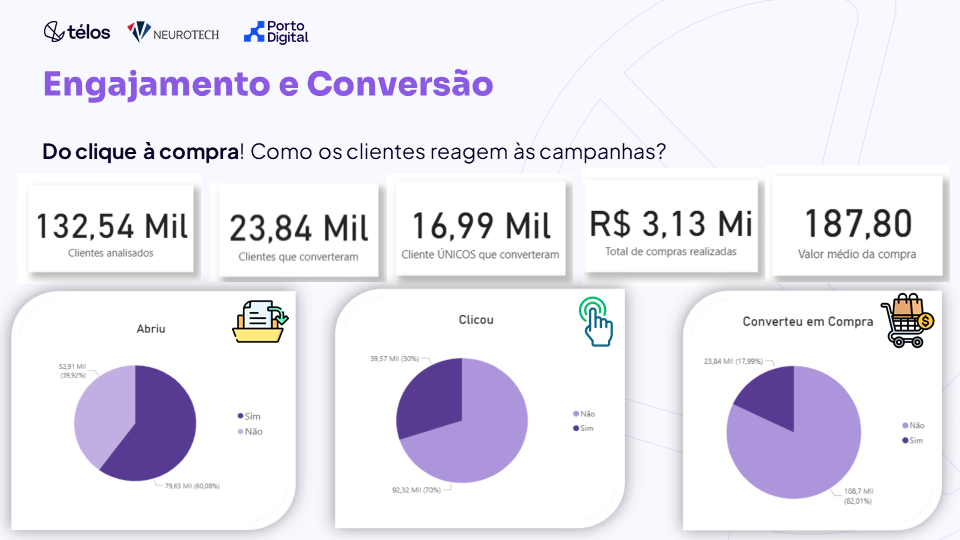 télos
NEUROTECH
Porto
Digital
Engajamento e Conversão
Do clique à compra! Como os clientes reagem às campanhas?
132,54 Mil
Clientes analisados
23,84 Mil
Clientes que converteram
16,99 Mil
Cliente ÚNICOS que converteram
R$ 3,13 Mi
Total de compras realizadas
187,80
Valor médio da compra
Abriu
52,91 Mil
(39,92%)
Sim
Não
79,63 Mil (60,08%)
Clicou
39,57 Mil (30%)
Não
Sim
92,32 Mil (70%)
Converteu em Compra
23,84 Mil (17,99%)
Não
Sim
108,7 Mil
(82,01%)